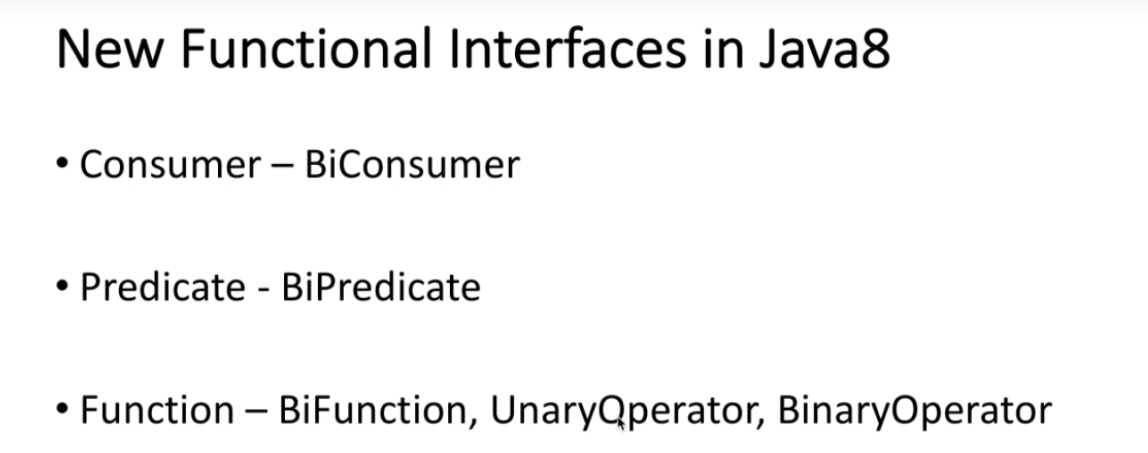 New Functional Interfaces in Java8
• Consumer – BiConsumer
• Predicate - BiPredicate
• Function – BiFunction, UnaryOperator, BinaryOperator